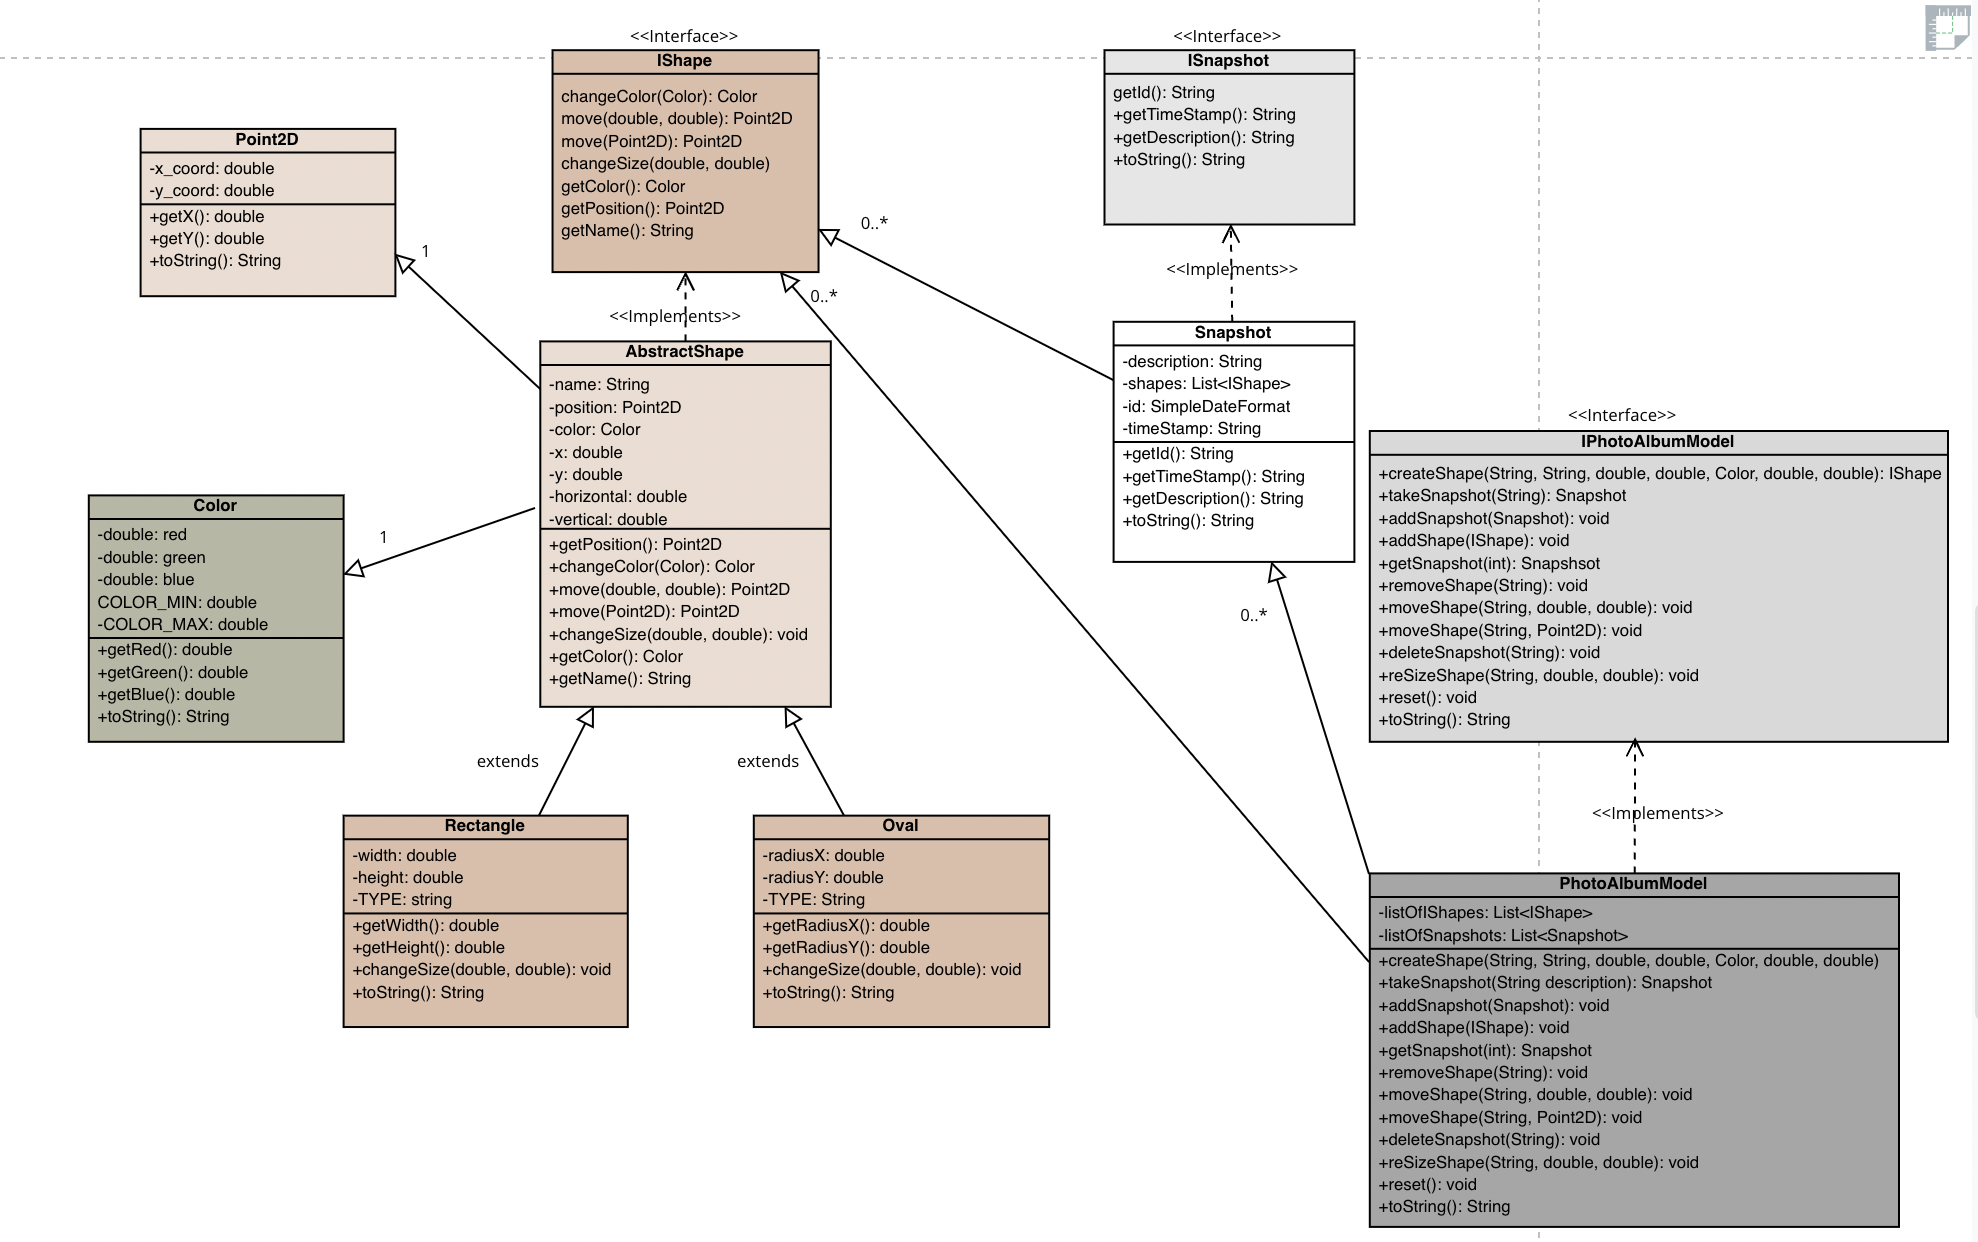 <<Interface>>
IShape
changeColor(Color): Color
move(double, double): Point2D
move(Point2D): Point2D
changeSize(double, double)
getColor(): Color
getPosition(): Point2D
getName(): String
<<Interface>>
ISnapshot
getId(): String
+getTimeStamp(): String
+getDescription(): String
+toString(): String
Point2D
-x_coord: double
-y_coord: double
+getX(): double
+getY(): double
+toString(): String
1
0..*
0..*
<<Implements>>
<<Implements>>
AbstractShape
-name: String
-position: Point2D
-color: Color
-x: double
-y: double
-horizontal: double
-vertical: double
+getPosition(): Point2D
+changeColor(Color): Color
+move(double, double): Point2D
+move(Point2D): Point2D
+changeSize(double, double): void
+getColor(): Color
+getName(): String
Snapshot
-description: String
-shapes: List<IShape>
-id: SimpleDateFormat
-timeStamp: String
+getId(): String
+getTimeStamp(): String
+getDescription(): String
+toString(): String
<<Interface>>
IPhotoAlbumModel
+createShape(String, String, double, double, Color, double, double): IShape
+takeSnapshot(String): Snapshot
+addSnapshot(Snapshot): void
+addShape(IShape): void
+getSnapshot(int): Snapshsot
+removeShape(String): void
+moveShape(String, double, double): void
+moveShape(String, Point2D): void
+deleteSnapshot(String): void
+reSizeShape(String, double, double): void
+reset(): void
+toString(): String
Color
-double: red
-double: green
-double: blue
COLOR_MIN: double
-COLOR_MAX: double
+getRed(): double
+getGreen(): double
+getBlue(): double
+toString(): String
1
0..*
extends
extends
<<Implements>>
Rectangle
-width: double
-height: double
-TYPE: string
+getWidth(): double
+getHeight(): double
+changeSize(double, double): void
+toString(): String
Oval
-radiusX: double
-radiusY: double
-TYPE: String
+getRadiusX(): double
+getRadiusY(): double
+changeSize(double, double): void
+toString(): String
PhotoAlbumModel
-listOfIShapes: List<IShape>
-listOfSnapshots: List<Snapshot>
+createShape(String, String, double, double, Color, double, double)
+takeSnapshot(String description): Snapshot
+addSnapshot(Snapshot): void
+addShape(IShape): void
+getSnapshot(int): Snapshot
+removeShape(String): void
+moveShape(String, double, double): void
+moveShape(String, Point2D): void
+deleteSnapshot(String): void
+reSizeShape(String, double, double): void
+reset(): void
+toString(): String